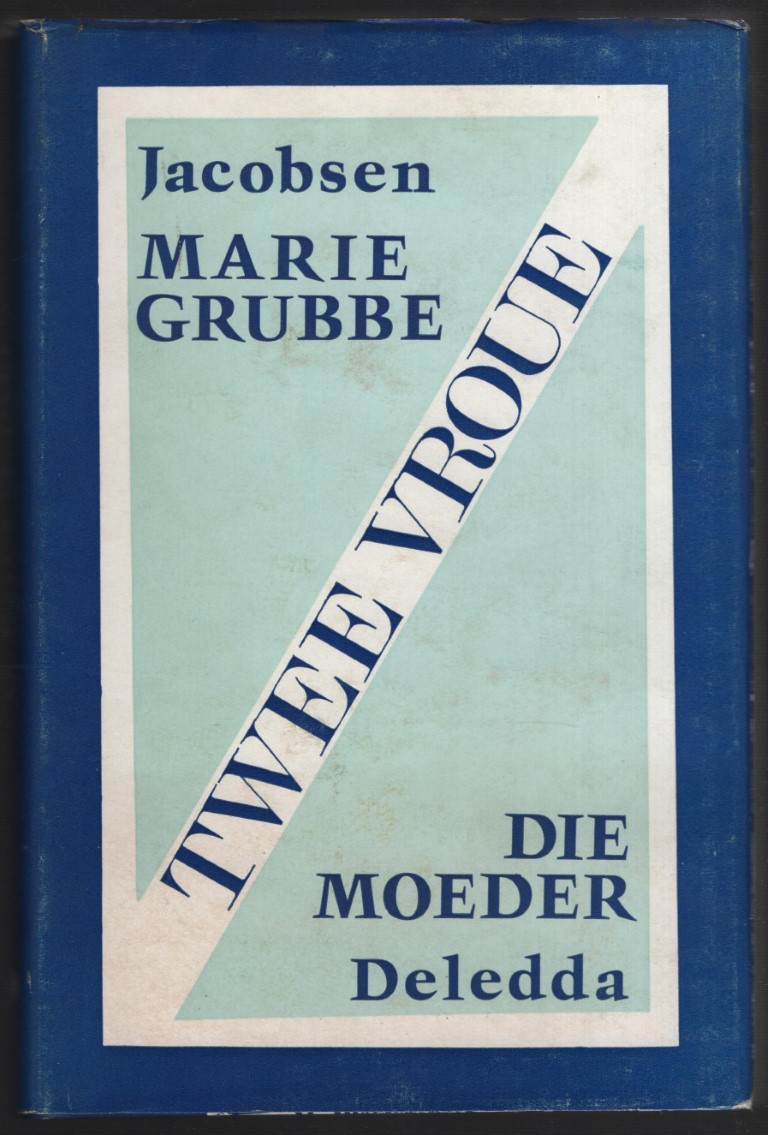 Jacobsen
MARIE
GRUBBE
TWEE VROUE
DIE
MOEDER
Deledda